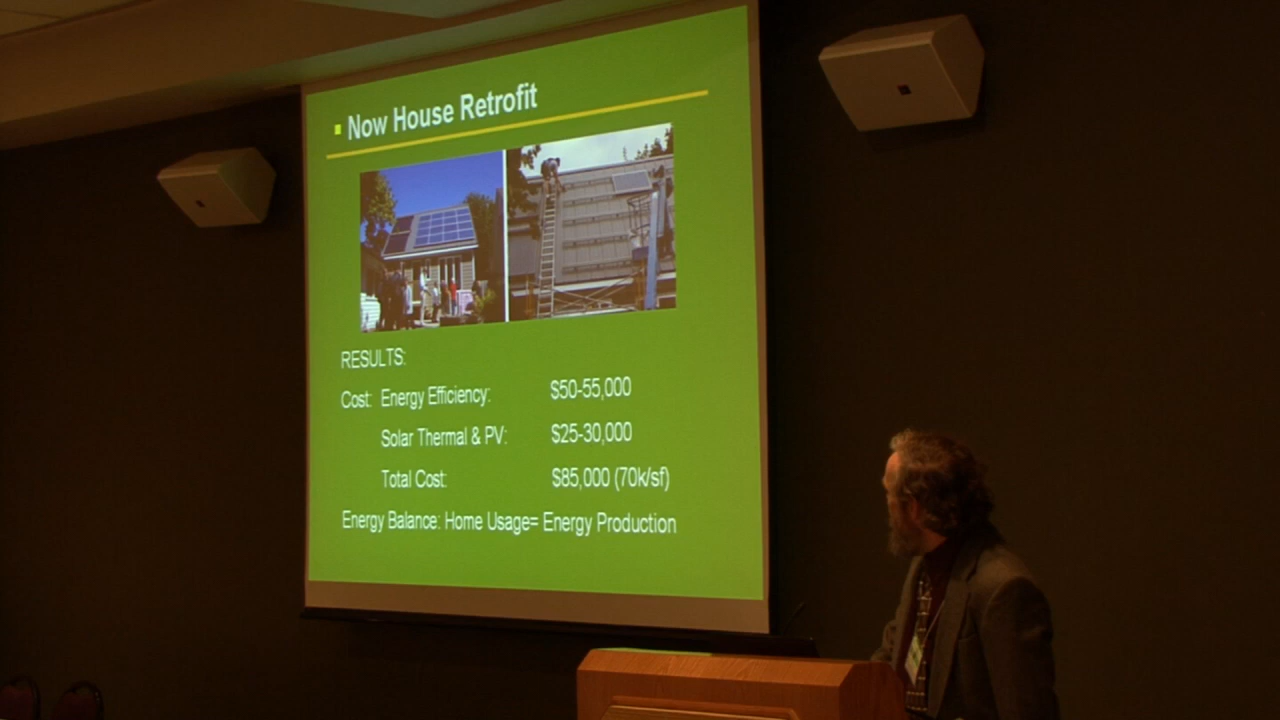 Now House Retrofit
RESULTS:
Cost: Energy Efficiency: $50-55,000
Solar Thermal & PV: $25-30,000
Total Cost: $85,000 (70k/sf)
Energy Balance: Home Usage= Energy Production